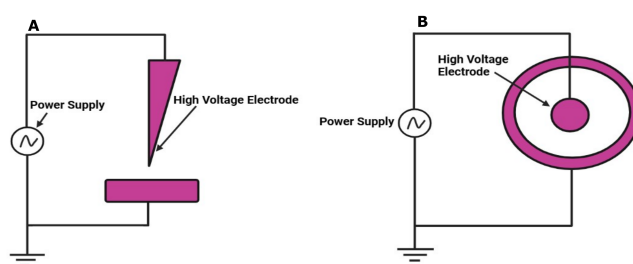 A
Power Supply
High Voltage Electrode
B
High Voltage
Electrode
Power Supply